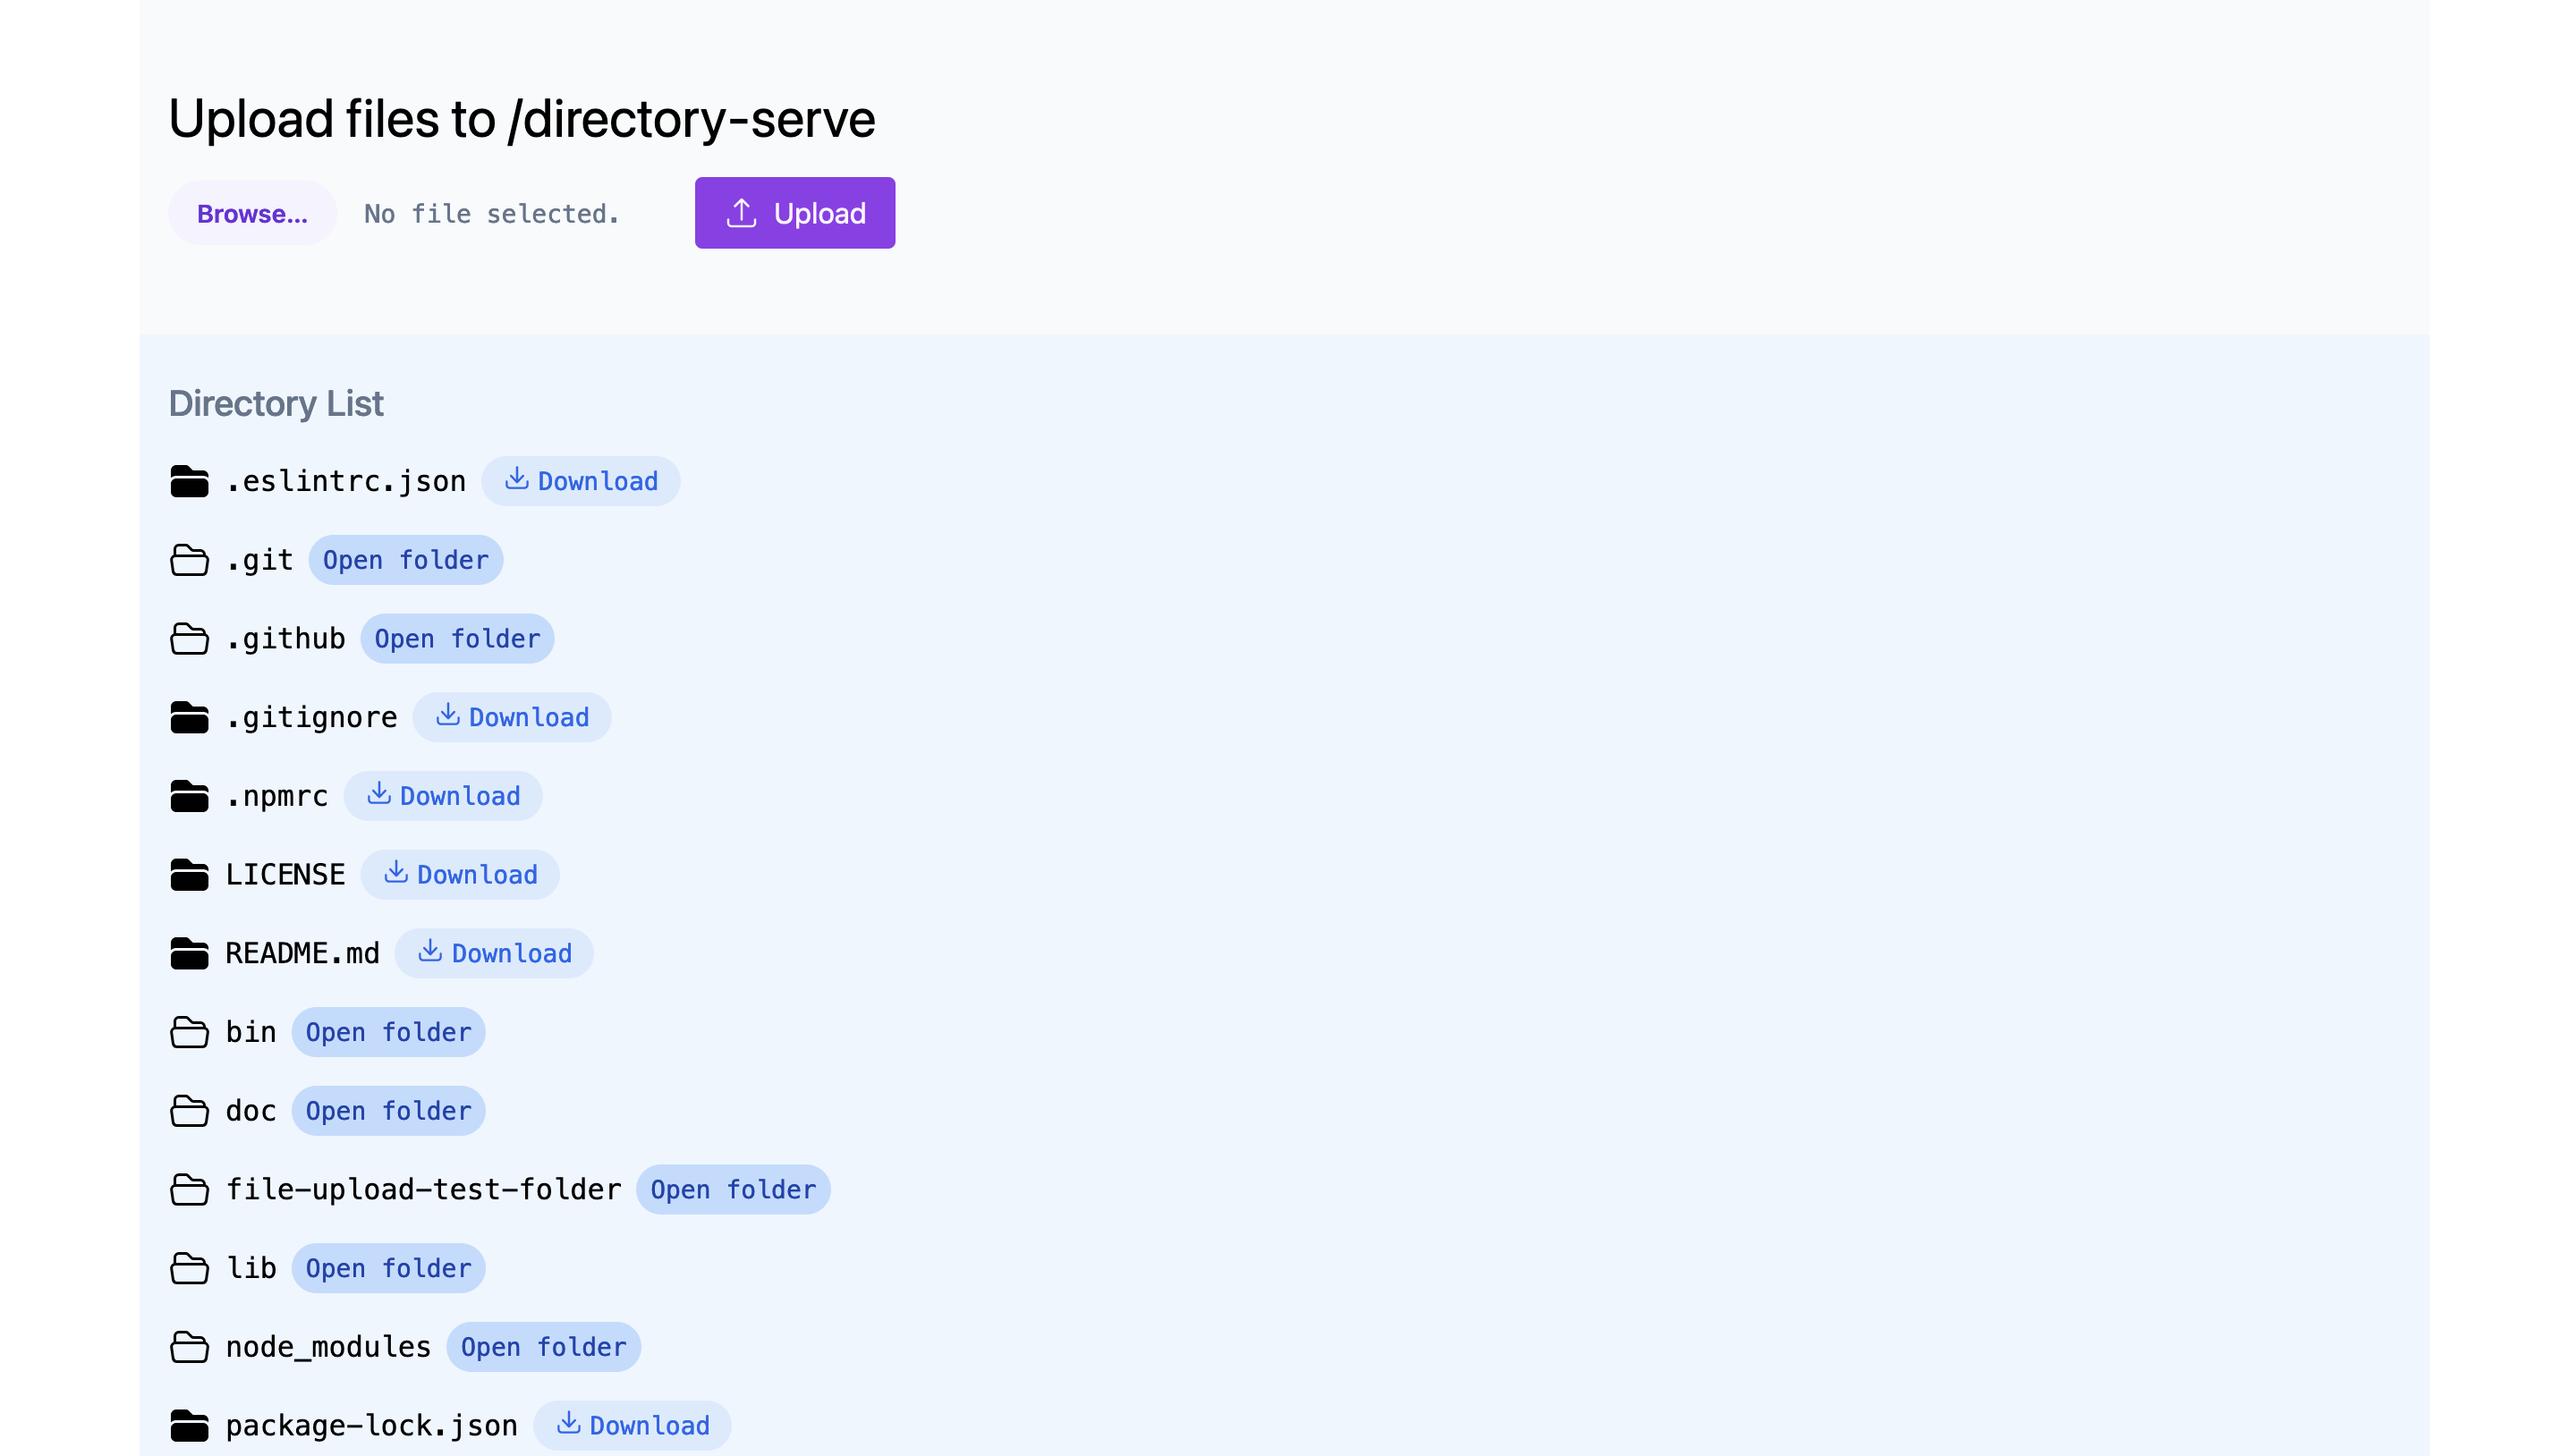 Upload files to /directory-serve
Browse... No file selected. Upload
Directory List
.eslintrc.json Download
.git Open folder
.github Open folder
.gitignore Download
.npmrc Download
LICENSE Download
README.md Download
bin Open folder
doc Open folder
file-upload-test-folder Open folder
lib Open folder
node_modules Open folder
package-lock.json Download